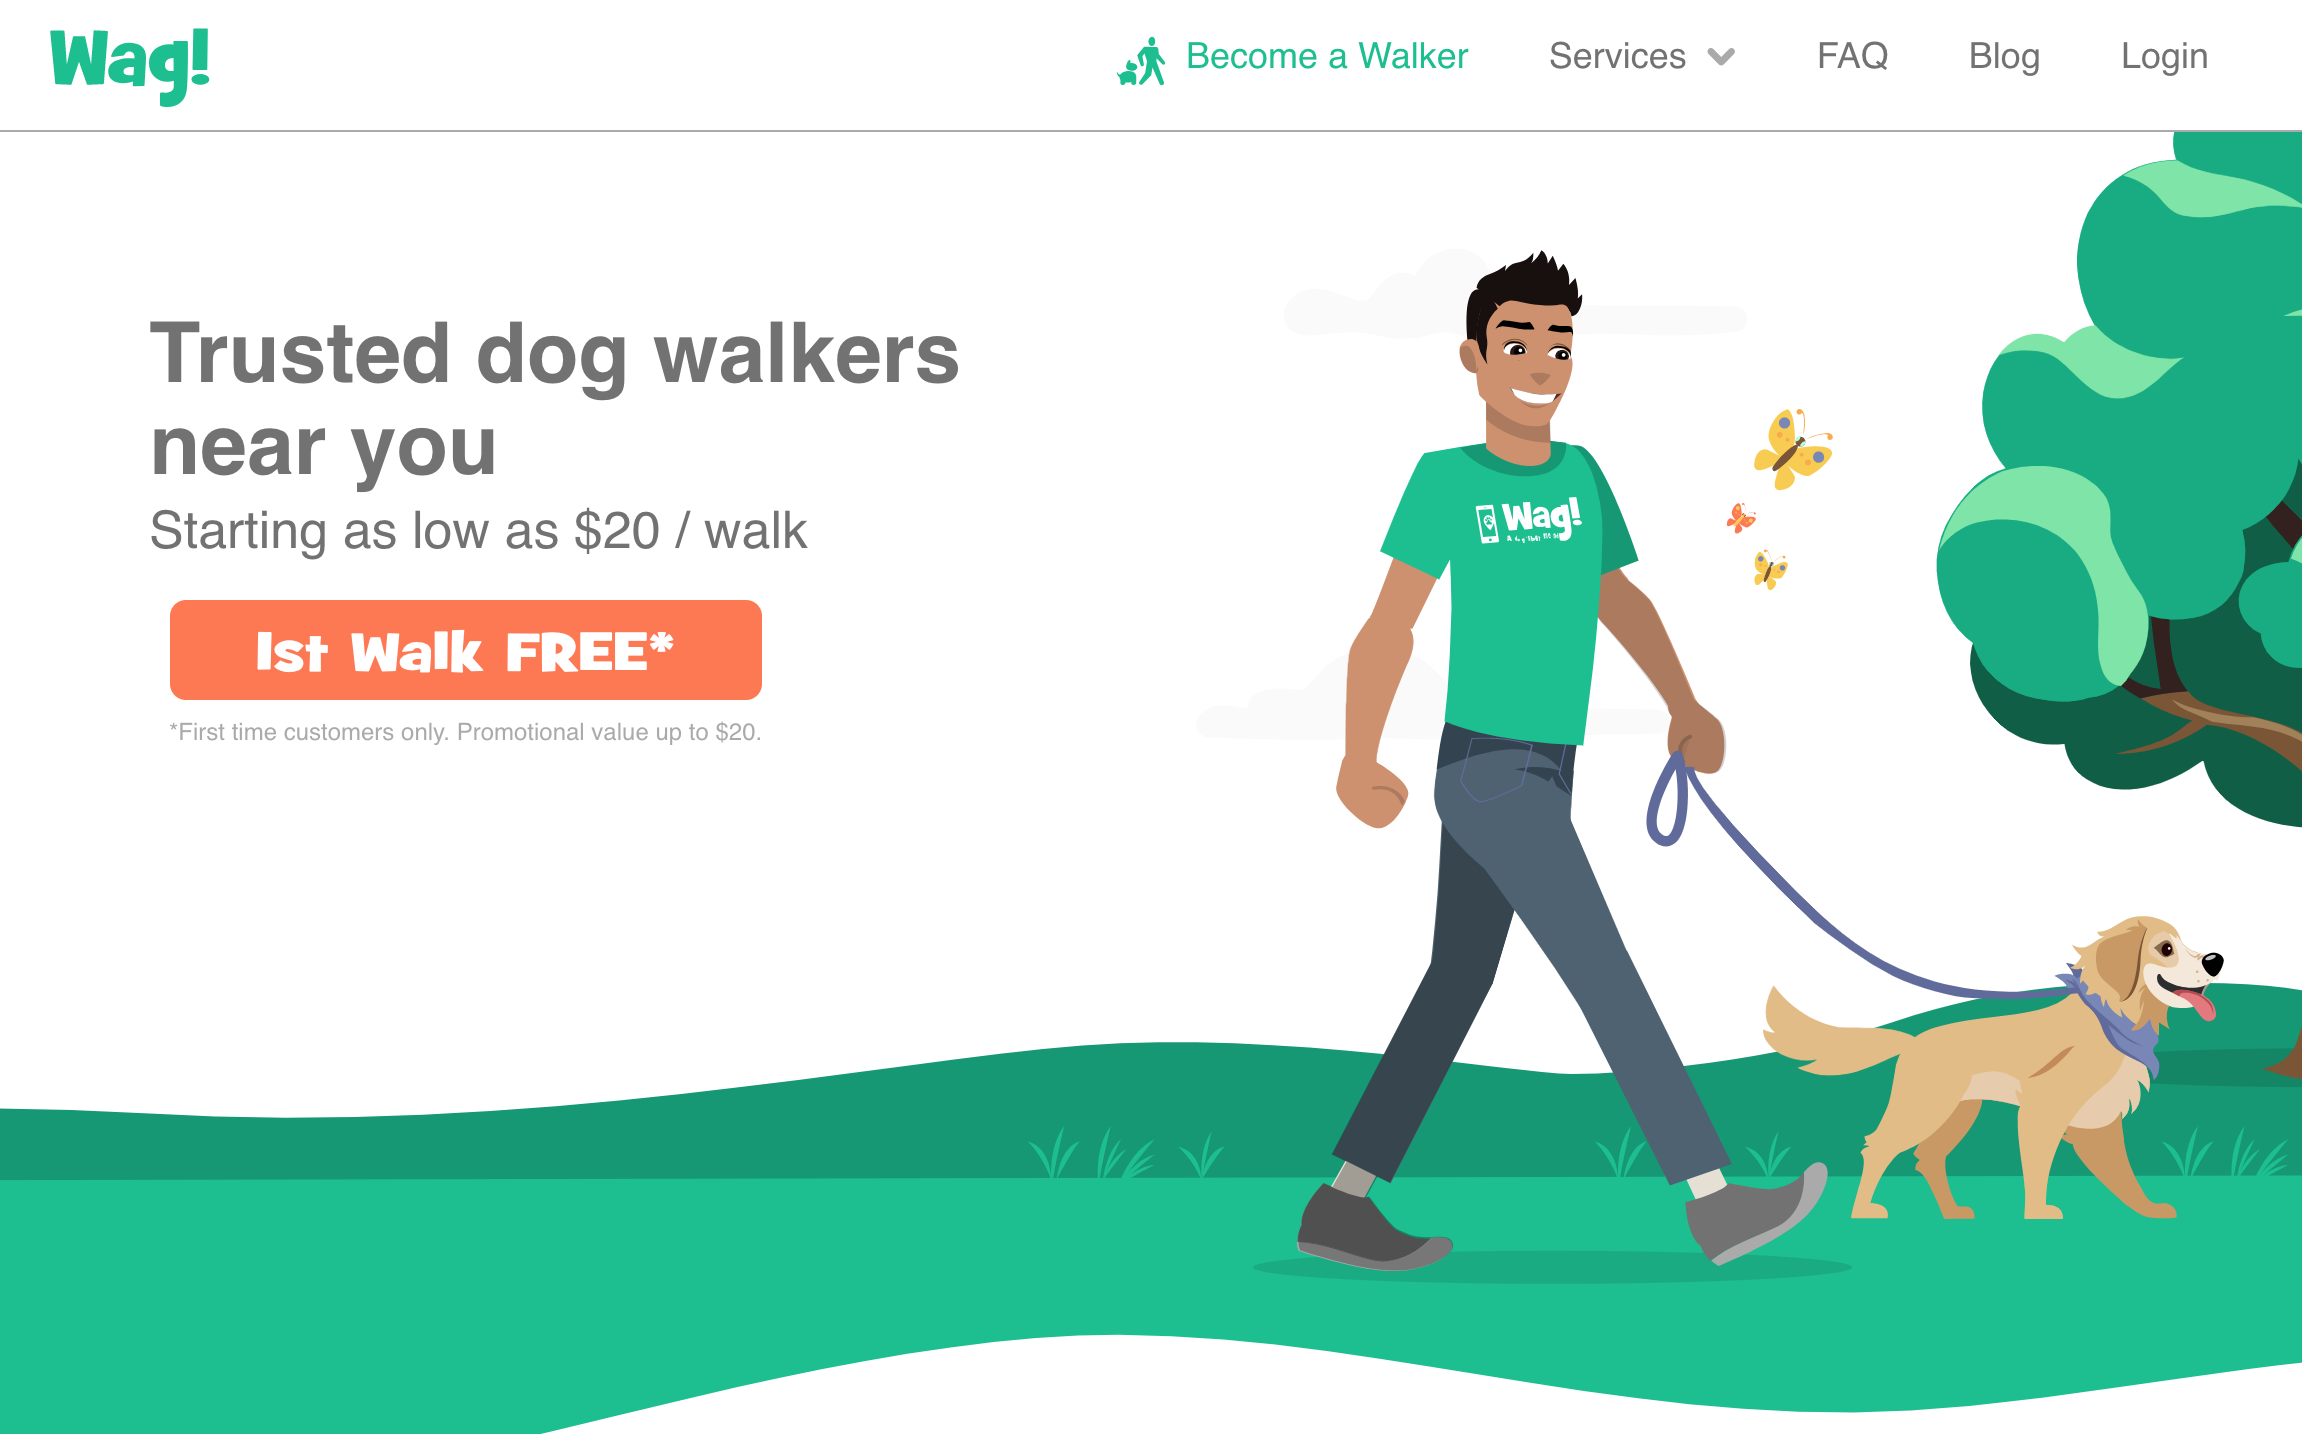 Wag!
Become a Walker
Services
FAQ
Blog
Login
Trusted dog walkers
near you
Starting as low as $20 / walk
1st Walk FREE*
*First time customers only. Promotional value up to $20.
Wag!